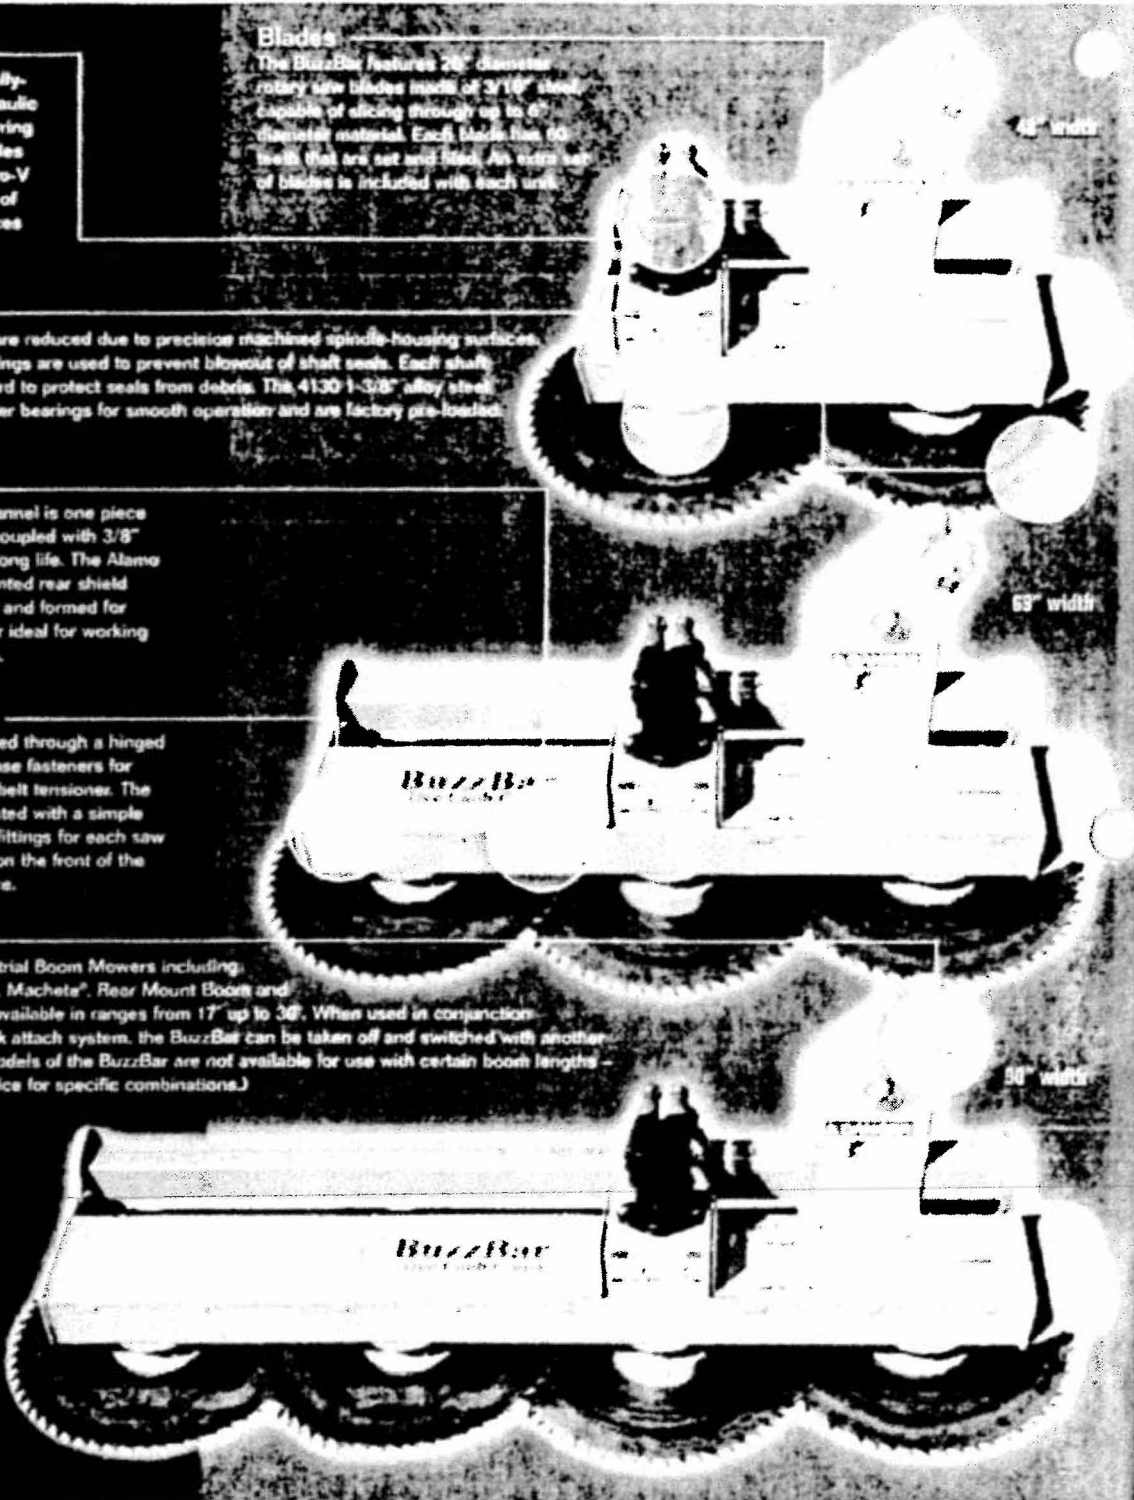 Blades
The BuzzBar features 26" diameter
rotary saw blades made of 3/16" steel,
capable of slicing through up to 6"
diameter material. Each blade has 60
teeth that are set and filed. An extra set
of blades is included with each unit.
ully-
aulic
ring
les
o-V
of
ces
48" width
are reduced due to precision machined spindle-housing surfaces.
ings are used to prevent blowout of shaft seals. Each shaft
rd to protect seals from debris. The 4130 1-3/8" alloy steel
er bearings for smooth operation and are factory pre-loaded.
annel is one piece
oupled with 3/8"
ong life. The Alamo
nted rear shield
and formed for
r ideal for working
69" width
ed through a hinged
ase fasteners for
belt tensioner. The
ted with a simple
fittings for each saw
on the front of the
e.
BuzzBa
trial Boom Mowers including
Machete®, Rear Mount Boom and
available in ranges from 17' up to 30'. When used in conjunction
k attach system, the BuzzBar can be taken off and switched with another
odels of the BuzzBar are not available for use with certain boom lengths –
ice for specific combinations.)
90" width
BuzzBar